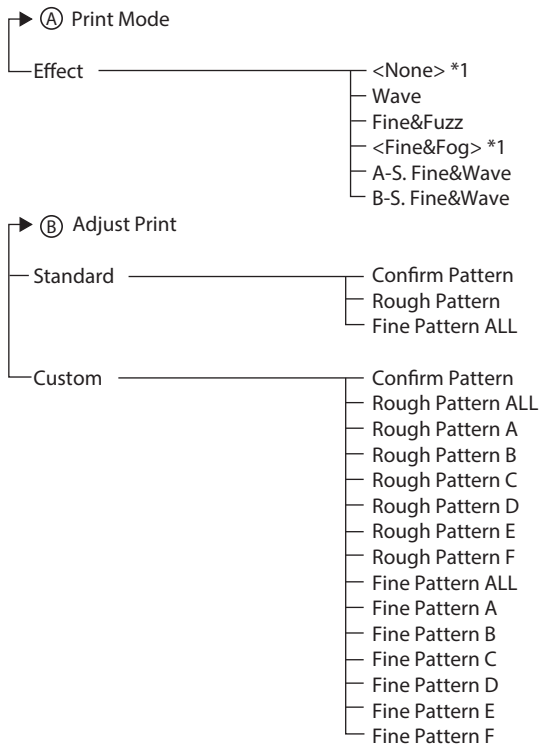 Ⓐ Print Mode
Effect
<None> *1
Wave
Fine&Fuzz
<Fine&Fog> *1
A-S. Fine&Wave
B-S. Fine&Wave
Ⓑ Adjust Print
Standard
Confirm Pattern
Rough Pattern
Fine Pattern ALL
Custom
Confirm Pattern
Rough Pattern ALL
Rough Pattern A
Rough Pattern B
Rough Pattern C
Rough Pattern D
Rough Pattern E
Rough Pattern F
Fine Pattern ALL
Fine Pattern A
Fine Pattern B
Fine Pattern C
Fine Pattern D
Fine Pattern E
Fine Pattern F